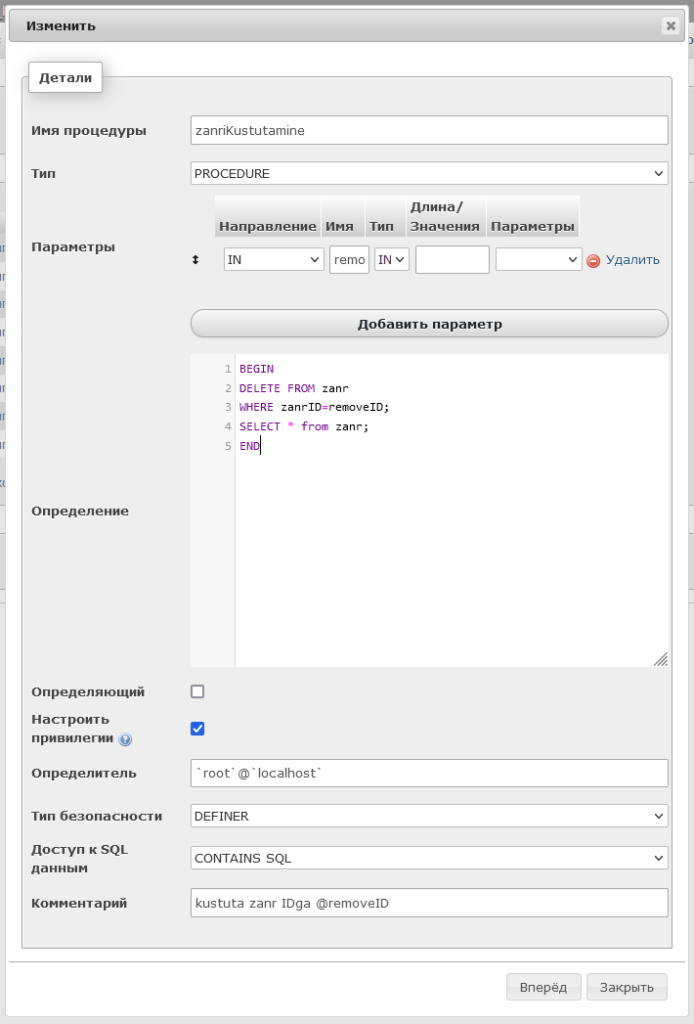 Изменить
Детали
Имя процедуры
zanriKustutamine
Тип
PROCEDURE
Параметры
Направление Имя Тип Длина/
Значения Параметры
IN remo IN Удалить
Добавить параметр
Определение
1 BEGIN
2 DELETE FROM zanr
3 WHERE zanrID=removeID;
4 SELECT * from zanr;
5 END
Определяющий
Настроить
привилегии
Определитель
`root`@`localhost`
Тип безопасности
DEFINER
Доступ к SQL
данным
CONTAINS SQL
Комментарий
kustuta zanr IDga @removeID
Вперёд Закрыть